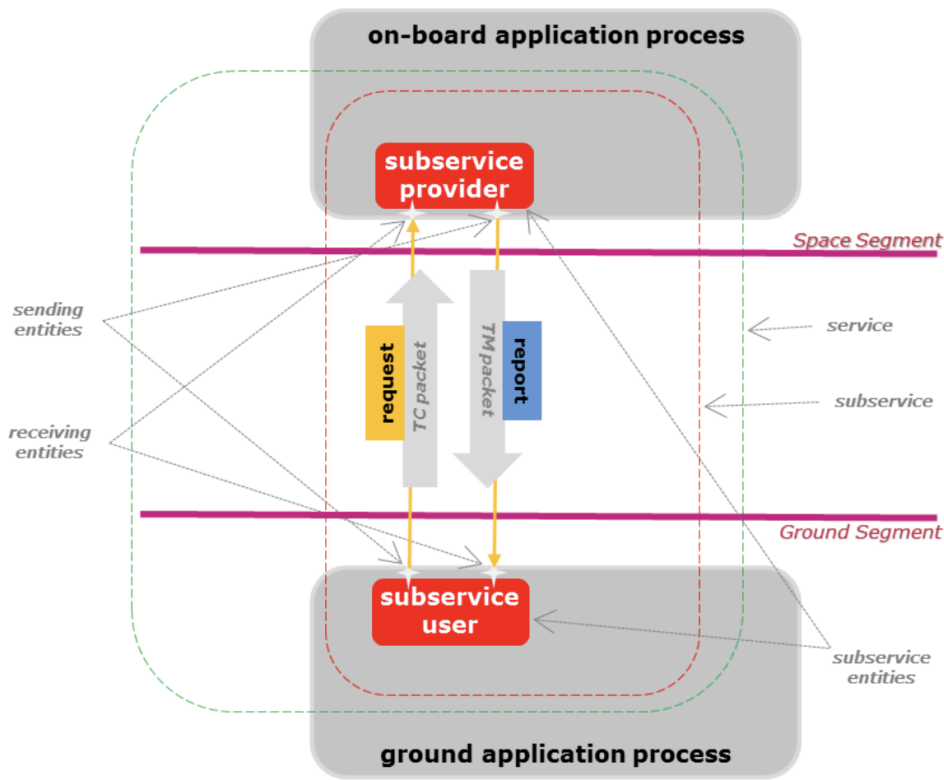 on-board application process
subservice
provider
Space Segment
sending
entities
service
request
TC packet
TM packet
report
subservice
receiving
entities
Ground Segment
subservice
user
subservice
entities
ground application process